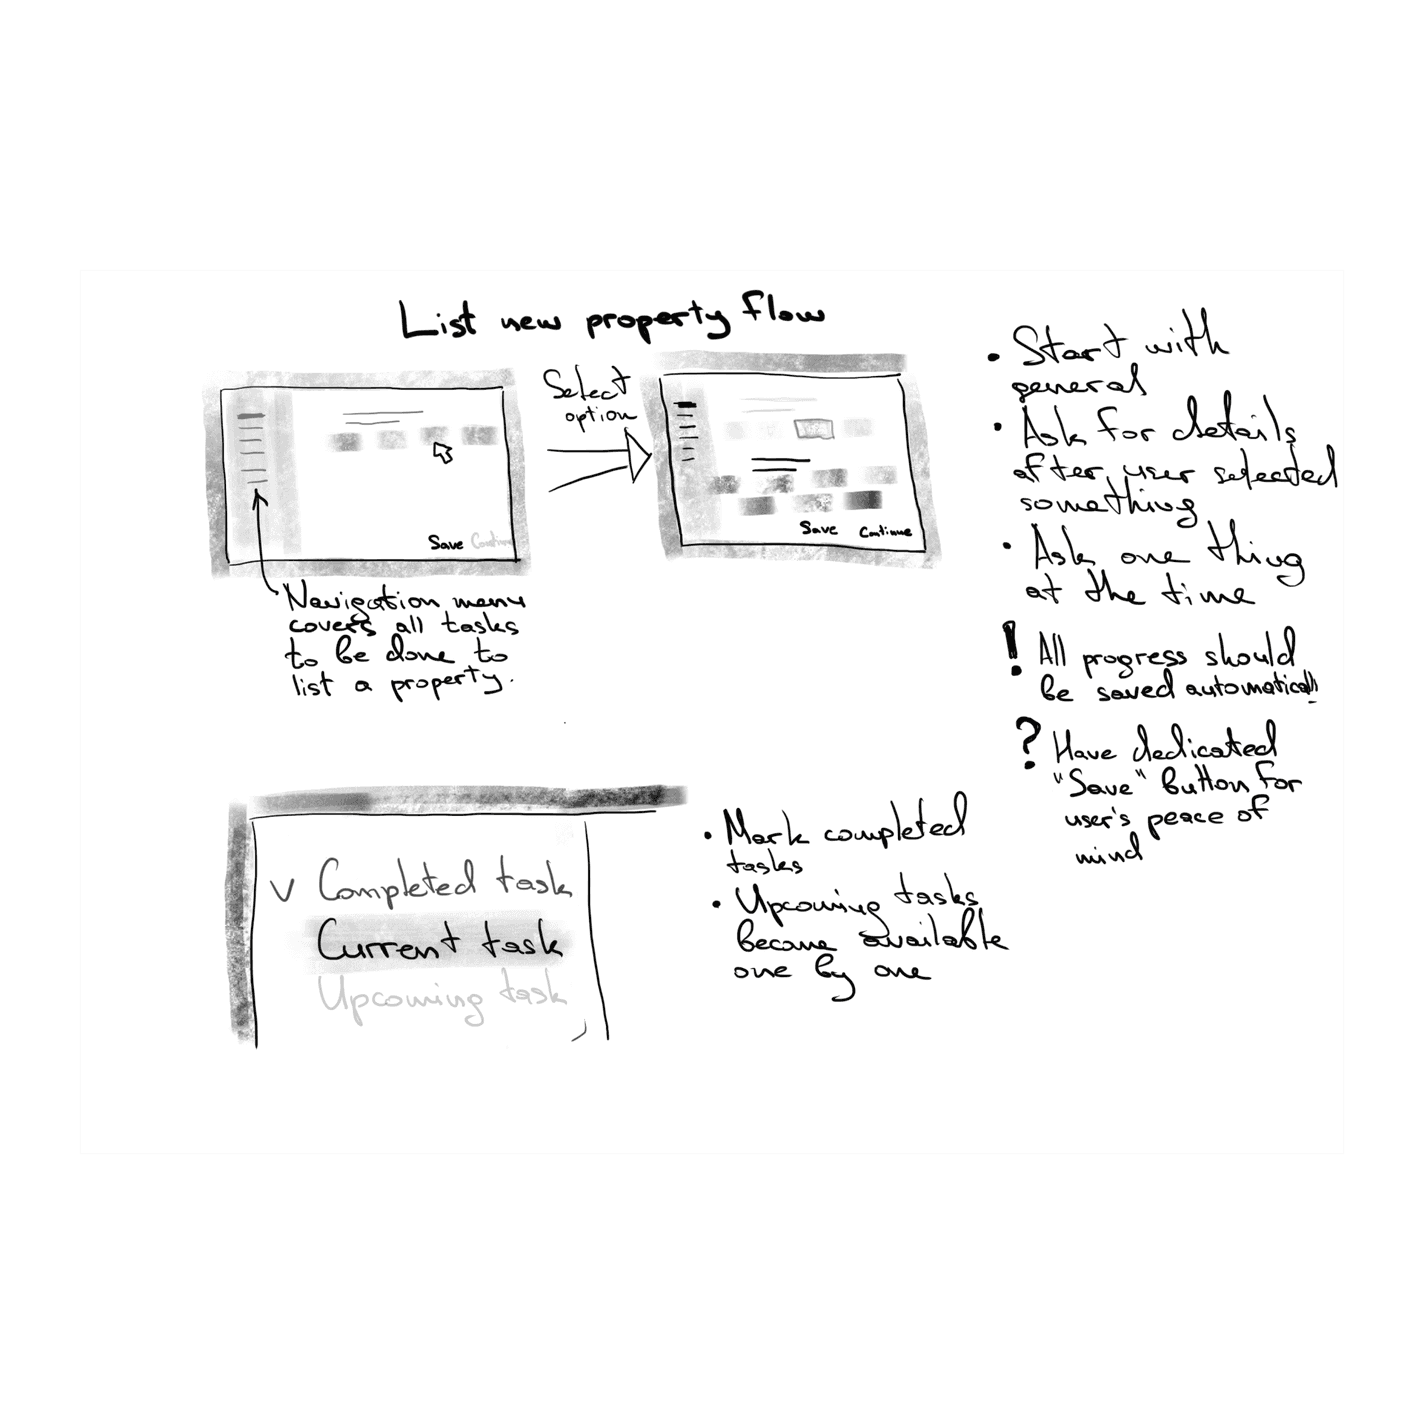 List new property flow
Select
option
Save Continue
Save Continue
Navigation menu
covers all tasks
to be done to
list a property.
• Start with
general
• Ask for details
after user selected
something
• Ask one thing
at the time
! All progress should
be saved automatically
? Have dedicated
"Save" button for
user's peace of
mind
V Completed task
Current task
Upcoming task
• Mark completed
tasks
• Upcoming tasks
became available
one by one